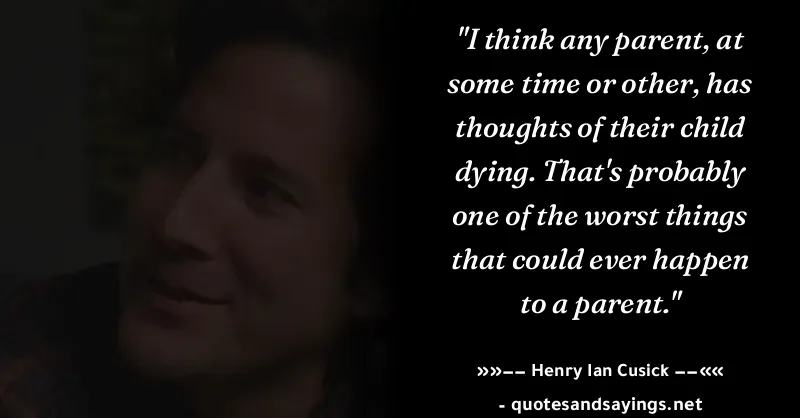 "I think any parent, at
some time or other, has
thoughts of their child
dying. That's probably
one of the worst things
that could ever happen
to a parent."
»»−− Henry Ian Cusick −−««
- quotesandsayings.net